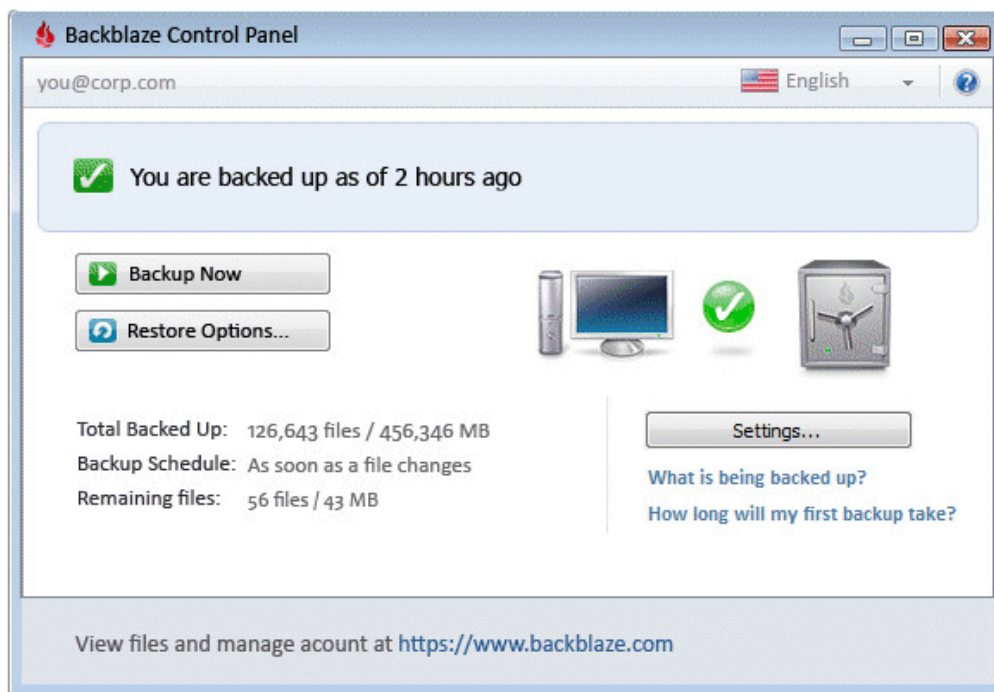 Backblaze Control Panel
you@corp.com English
You are backed up as of 2 hours ago
Backup Now
Restore Options...
Total Backed Up: 126,643 files / 456,346 MB
Backup Schedule: As soon as a file changes
Remaining files: 56 files / 43 MB
Settings...
What is being backed up?
How long will my first backup take?
View files and manage acount at https://www.backblaze.com